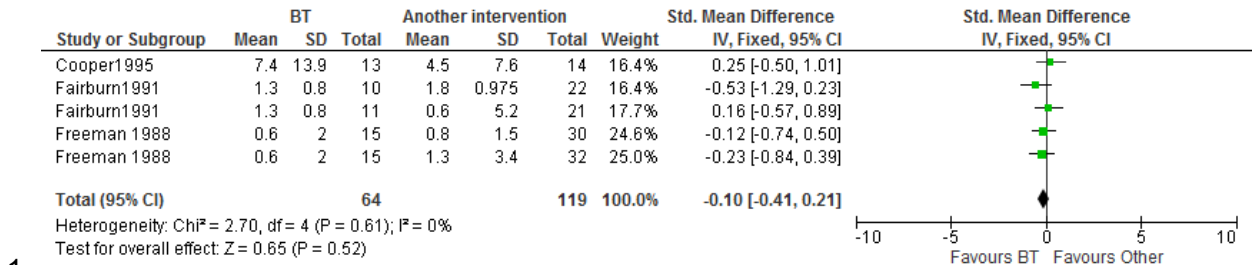 BT Another intervention Std. Mean Difference Std. Mean Difference
Study or Subgroup Mean SD Total Mean SD Total Weight IV, Fixed, 95% CI IV, Fixed, 95% CI
Cooper1995 7.4 13.9 13 4.5 7.6 14 16.4% 0.25 [-0.50, 1.01]
Fairburn1991 1.3 0.8 10 1.8 0.975 22 16.4% -0.53 [-1.29, 0.23]
Fairburn1991 1.3 0.8 11 0.6 5.2 21 17.7% 0.16 [-0.57, 0.89]
Freeman 1988 0.6 2 15 0.8 1.5 30 24.6% -0.12 [-0.74, 0.50]
Freeman 1988 0.6 2 15 1.3 3.4 32 25.0% -0.23 [-0.84, 0.39]
Total (95% CI) 64 119 100.0% -0.10 [-0.41, 0.21]
Heterogeneity: Chi² = 2.70, df = 4 (P = 0.61); I² = 0%
Test for overall effect: Z = 0.65 (P = 0.52)
-10 -5 0 5 10
Favours BT Favours Other